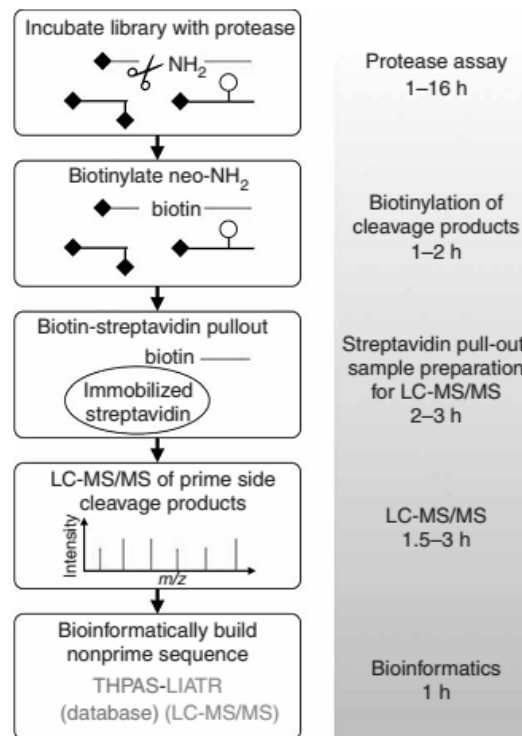 Incubate library with protease
NH2
Protease assay
1–16 h
Biotinylate neo-NH2
biotin
Biotinylation of
cleavage products
1–2 h
Biotin-streptavidin pullout
biotin
Immobilized
streptavidin
Streptavidin pull-out,
sample preparation
for LC-MS/MS
2–3 h
LC-MS/MS of prime side
cleavage products
Intensity
m/z
LC-MS/MS
1.5–3 h
Bioinformatically build
nonprime sequence
THPAS-LIATR
(database) (LC-MS/MS)
Bioinformatics
1 h